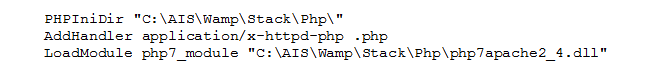 PHPIniDir "C:\AIS\Wamp\Stack\Php\"
AddHandler application/x-httpd-php .php
LoadModule php7_module "C:\AIS\Wamp\Stack\Php\php7apache2_4.dll"